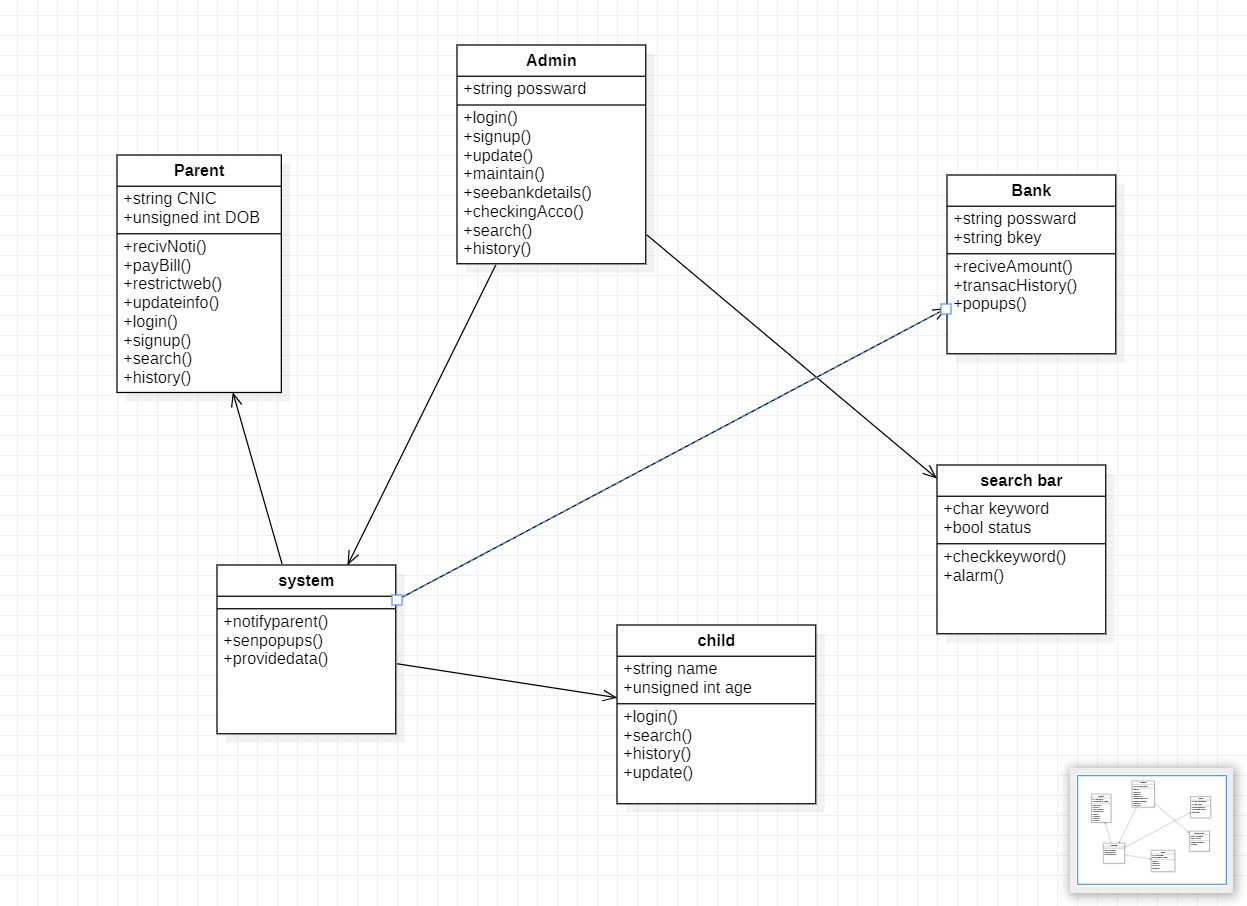 Admin
+string possward
+login()
+signup()
+update()
+maintain()
+seebankdetails()
+checkingAcco()
+search()
+history()
Parent
+string CNIC
+unsigned int DOB
+recivNoti()
+payBill()
+restrictweb()
+updateinfo()
+login()
+signup()
+search()
+history()
Bank
+string possward
+string bkey
+reciveAmount()
+transacHistory()
+popups()
search bar
+char keyword
+bool status
+checkkeyword()
+alarm()
system
+notifyparent()
+senpopups()
+providedata()
child
+string name
+unsigned int age
+login()
+search()
+history()
+update()